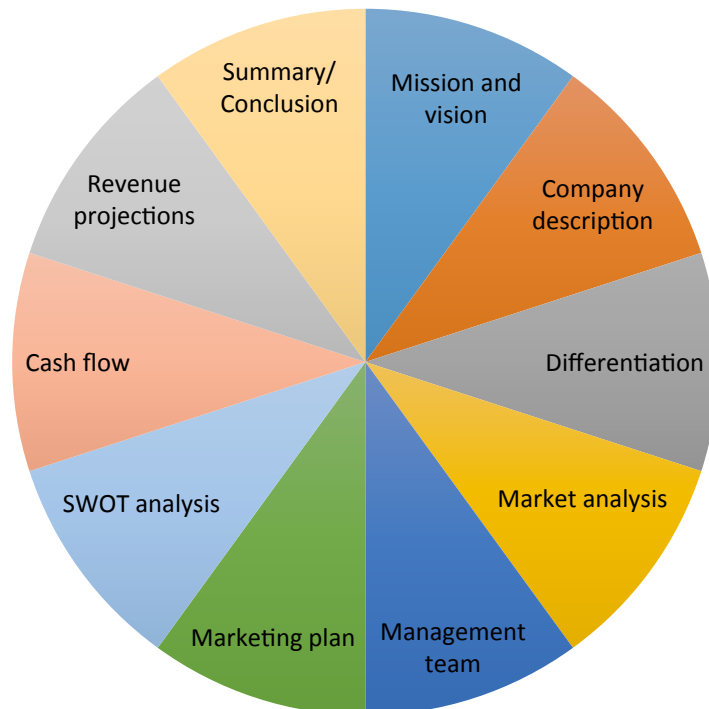 Mission and
vision
Company
description
Differentiation
Market analysis
Management
team
Marketing plan
SWOT analysis
Cash flow
Revenue
projections
Summary/
Conclusion